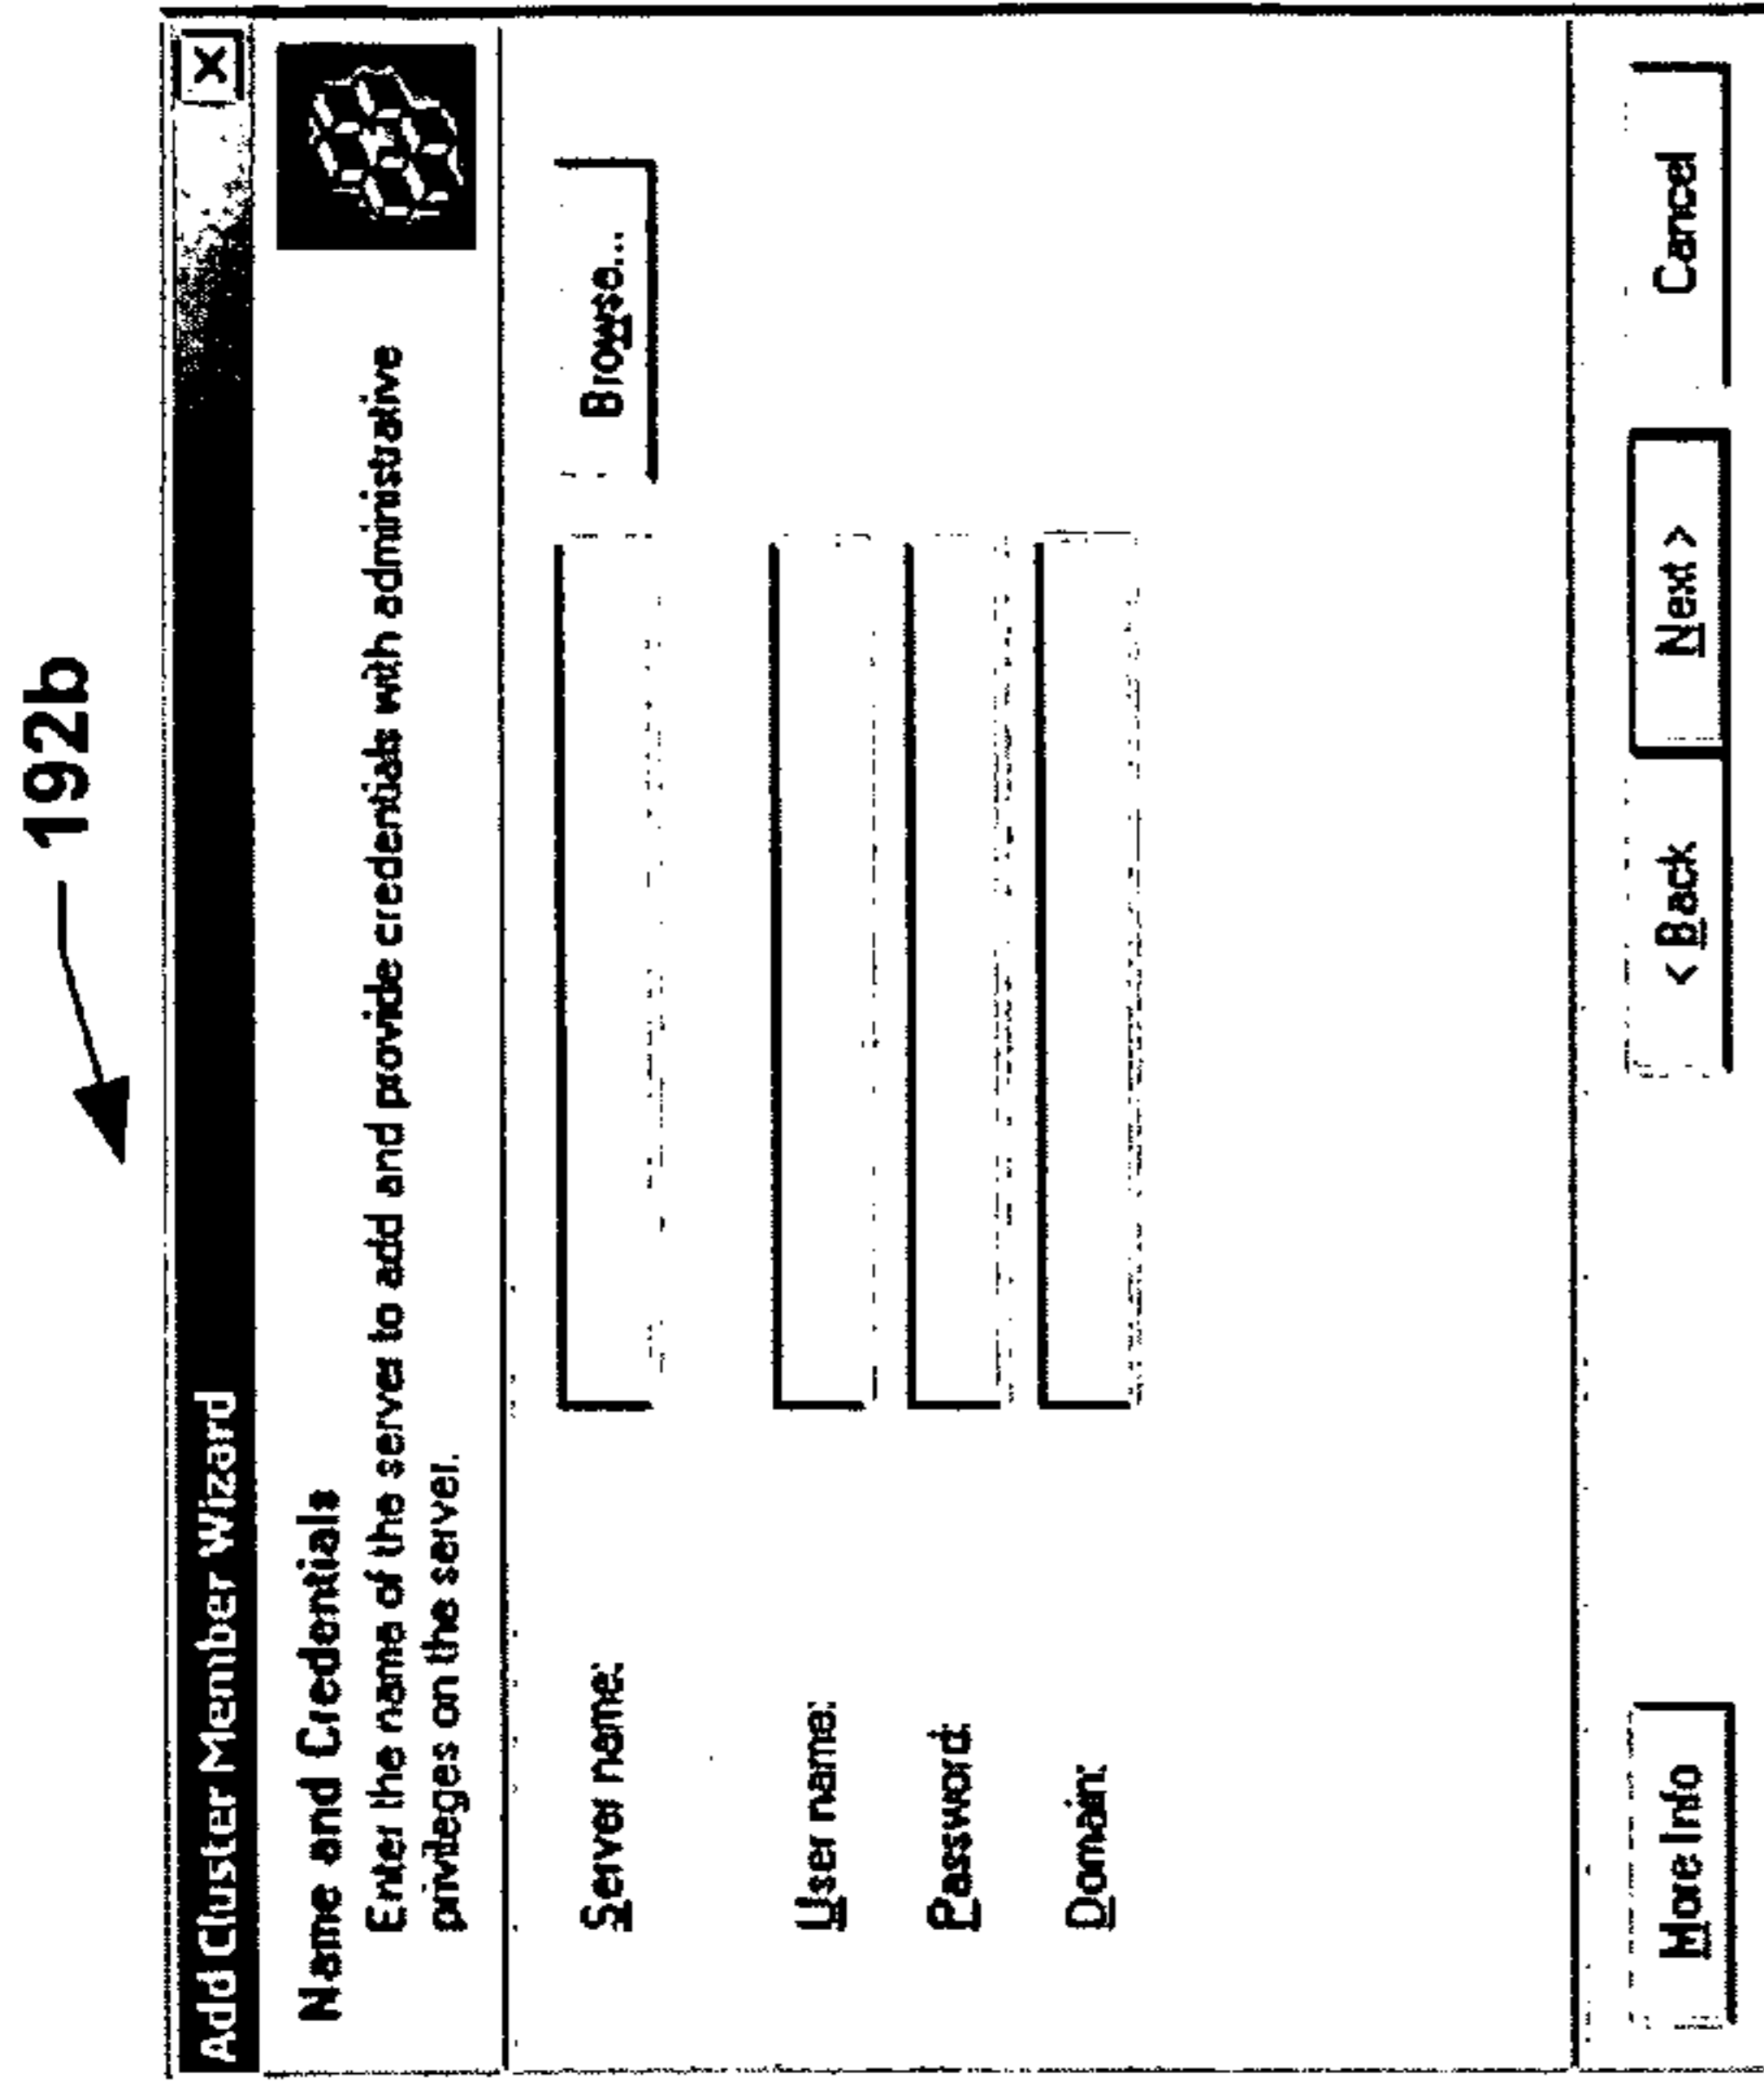 192b
Add Cluster Member Wizard
Name and Credentials
Enter the name of the server to add and provide credentials with administrative
privileges on the server.
Server name:
Browse...
User name:
Password:
Domain:
More Info
< Back
Next >
Cancel